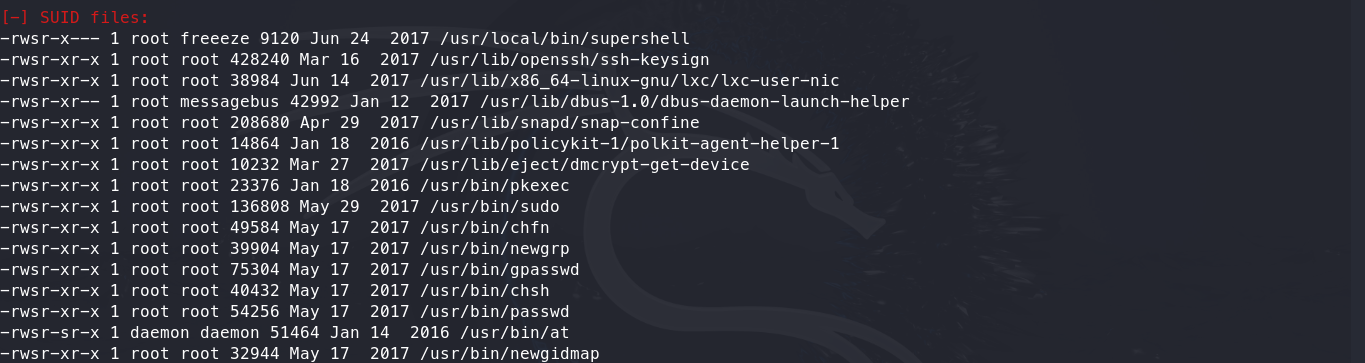 [-] SUID files:
-rwsr-x--- 1 root freeeze 9120 Jun 24  2017 /usr/local/bin/supershell
-rwsr-xr-x 1 root root 428240 Mar 16  2017 /usr/lib/openssh/ssh-keysign
-rwsr-xr-x 1 root root 38984 Jun 14  2017 /usr/lib/x86_64-linux-gnu/lxc/lxc-user-nic
-rwsr-xr-- 1 root messagebus 42992 Jan 12  2017 /usr/lib/dbus-1.0/dbus-daemon-launch-helper
-rwsr-xr-x 1 root root 208680 Apr 29  2017 /usr/lib/snapd/snap-confine
-rwsr-xr-x 1 root root 14864 Jan 18  2016 /usr/lib/policykit-1/polkit-agent-helper-1
-rwsr-xr-x 1 root root 10232 Mar 27  2017 /usr/lib/eject/dmcrypt-get-device
-rwsr-xr-x 1 root root 23376 Jan 18  2016 /usr/bin/pkexec
-rwsr-xr-x 1 root root 136808 May 29  2017 /usr/bin/sudo
-rwsr-xr-x 1 root root 49584 May 17  2017 /usr/bin/chfn
-rwsr-xr-x 1 root root 39904 May 17  2017 /usr/bin/newgrp
-rwsr-xr-x 1 root root 75304 May 17  2017 /usr/bin/gpasswd
-rwsr-xr-x 1 root root 40432 May 17  2017 /usr/bin/chsh
-rwsr-xr-x 1 root root 54256 May 17  2017 /usr/bin/passwd
-rwsr-sr-x 1 daemon daemon 51464 Jan 14  2016 /usr/bin/at
-rwsr-xr-x 1 root root 32944 May 17  2017 /usr/bin/newgidmap